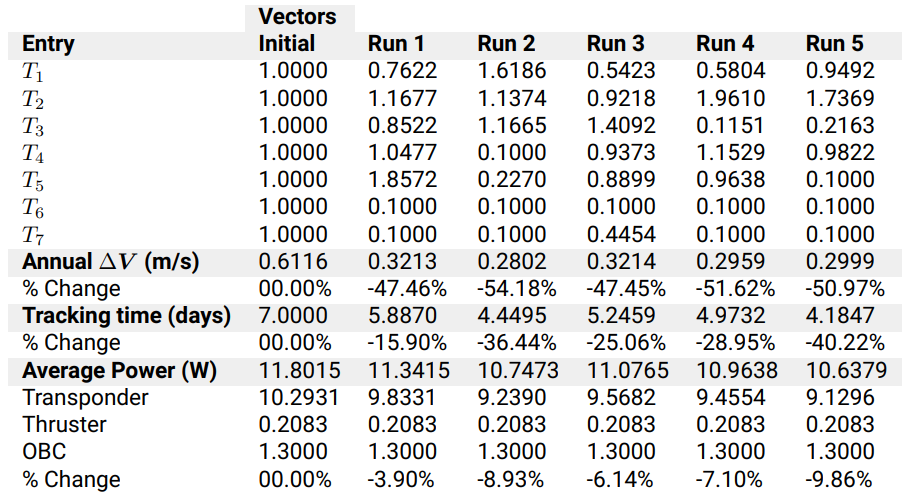 Vectors
Entry Initial Run 1 Run 2 Run 3 Run 4 Run 5
T1 1.0000 0.7622 1.6186 0.5423 0.5804 0.9492
T2 1.0000 1.1677 1.1374 0.9218 1.9610 1.7369
T3 1.0000 0.8522 1.1665 1.4092 0.1151 0.2163
T4 1.0000 1.0477 0.1000 0.9373 1.1529 0.9822
T5 1.0000 1.8572 0.2270 0.8899 0.9638 0.1000
T6 1.0000 0.1000 0.1000 0.1000 0.1000 0.1000
T7 1.0000 0.1000 0.1000 0.4454 0.1000 0.1000
Annual ΔV (m/s) 0.6116 0.3213 0.2802 0.3214 0.2959 0.2999
% Change 00.00% -47.46% -54.18% -47.45% -51.62% -50.97%
Tracking time (days) 7.0000 5.8870 4.4495 5.2459 4.9732 4.1847
% Change 00.00% -15.90% -36.44% -25.06% -28.95% -40.22%
Average Power (W) 11.8015 11.3415 10.7473 11.0765 10.9638 10.6379
Transponder 10.2931 9.8331 9.2390 9.5682 9.4554 9.1296
Thruster 0.2083 0.2083 0.2083 0.2083 0.2083 0.2083
OBC 1.3000 1.3000 1.3000 1.3000 1.3000 1.3000
% Change 00.00% -3.90% -8.93% -6.14% -7.10% -9.86%